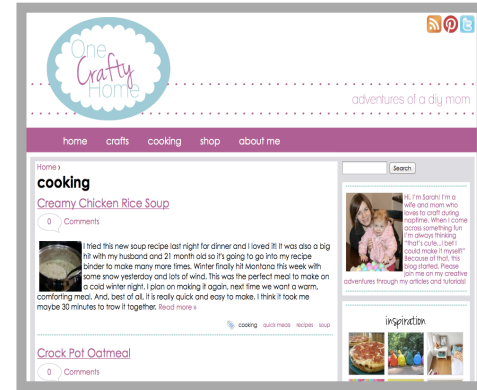 One
Crafty
Home
adventures of a diy mom
home crafts cooking shop about me
Home ›
cooking
Creamy Chicken Rice Soup
0 Comments
I tried this new soup recipe last night for dinner and I loved it! It was also a big
hit with my husband and 21 month old so it's going to go into my recipe
binder to make many more times. Winter finally hit Montana this week with
some snow yesterday and lots of wind. This was the perfect meal to make on
a cold winter night. I plan on making it again, next time we want a warm,
comforting meal. And, best of all, it is really quick and easy to make. I think it took me
maybe 30 minutes to trow it together. Read more »
cooking quick meals recipes soup
Crock Pot Oatmeal
0 Comments
Search
Hi, I'm Sarah! I'm a
wife and mom who
loves to craft during
naptime. When I come
across something fun
I'm always thinking
"that's cute...I bet I
could make it myself!"
Because of that, this
blog started. Please
join me on my creative
adventures through my articles and tutorials!
inspiration